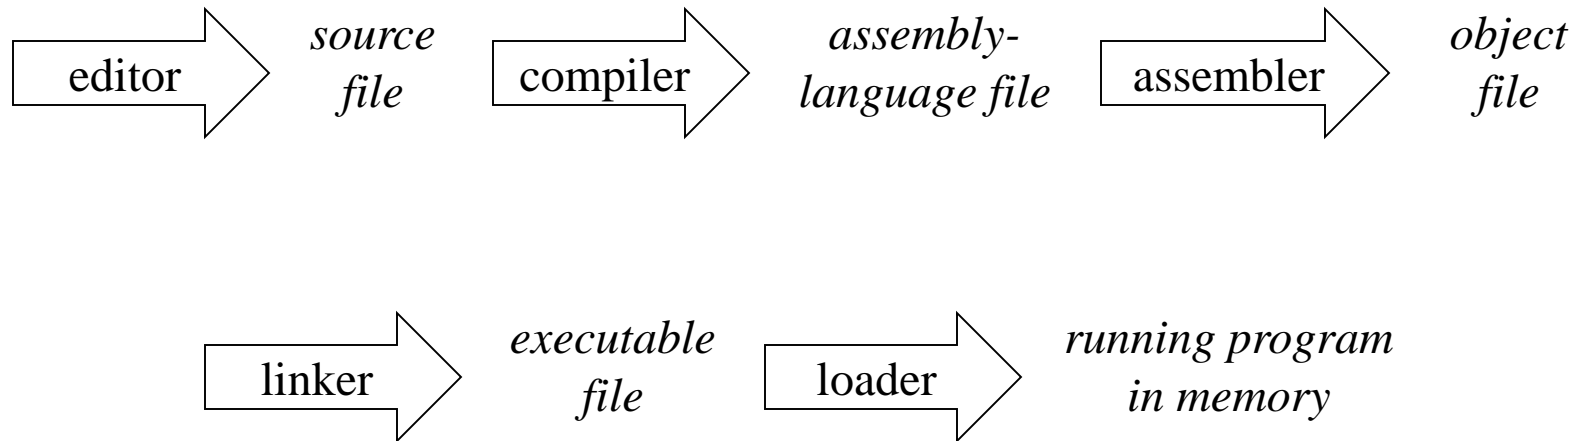 editor
source
file
compiler
assembly-
language file
assembler
object
file
linker
executable
file
loader
running program
in memory